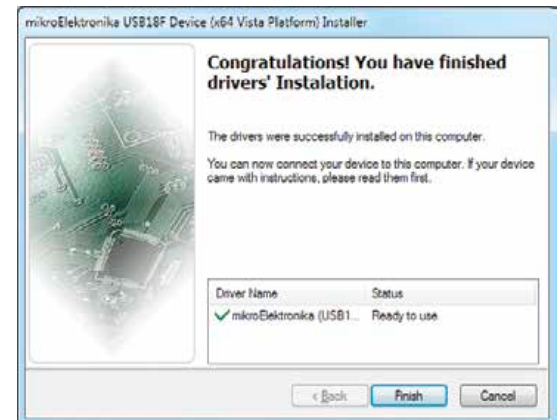 mikroElektronika USB18F Device (x64 Vista Platform) Installer
Congratulations! You have finished
drivers' Instalation.
The drivers were successfully installed on this computer.
You can now connect your device to this computer. If your device
came with instructions, please read them first.
Driver Name Status
mikroElektronika (USB1... Ready to use
< Back Finish Cancel